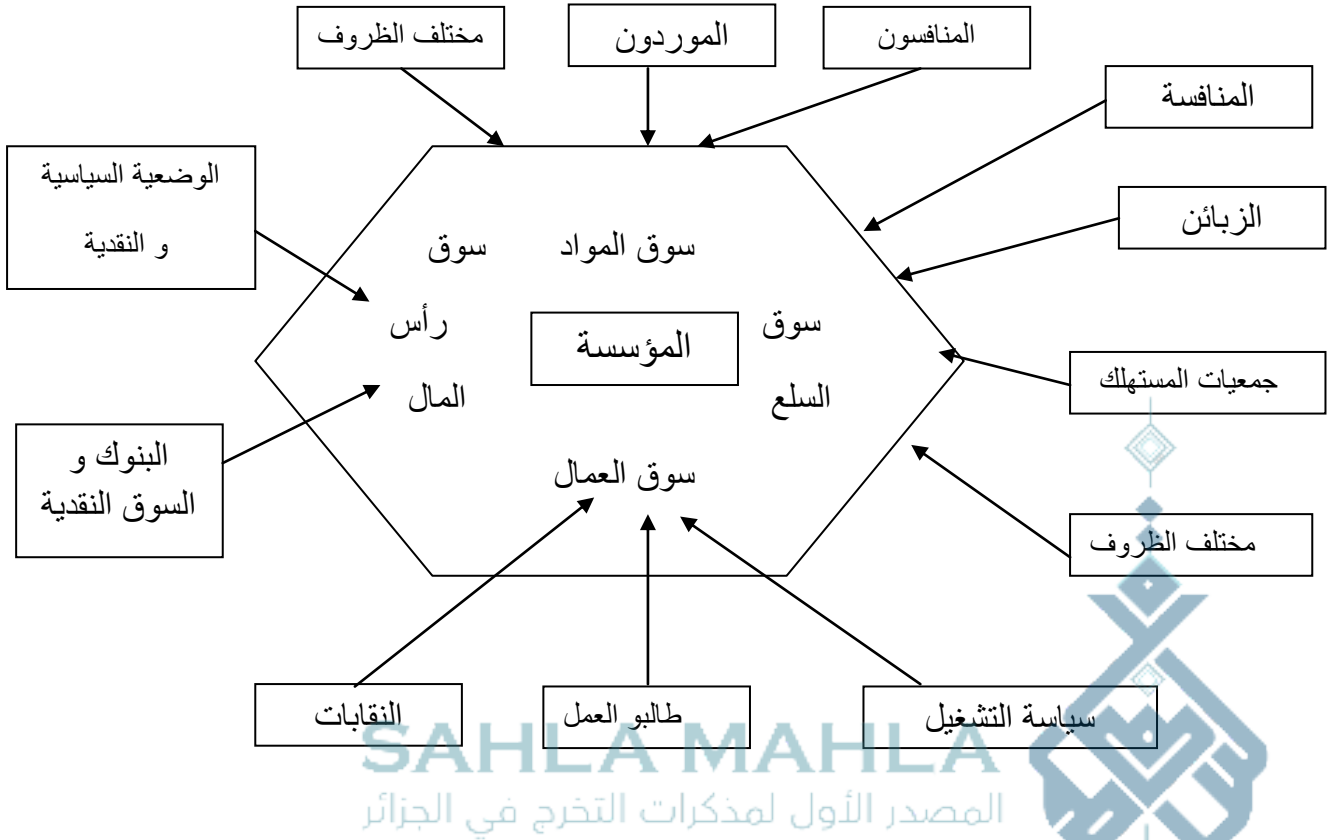 المنافسون
الموردون
مختلف الظروف
المنافسة
الوضعية السياسية
و النقدية
الزبائن
سوق المواد
سوق
سوق
السلع
رأس
المال
المؤسسة
جمعيات المستهلك
البنوك و
السوق النقدية
سوق العمال
مختلف الظروف
سياسة التشغيل
طالبو العمل
النقابات
SAHLA MAHLA
المصدر الأول لمذكرات التخرج في الجزائر